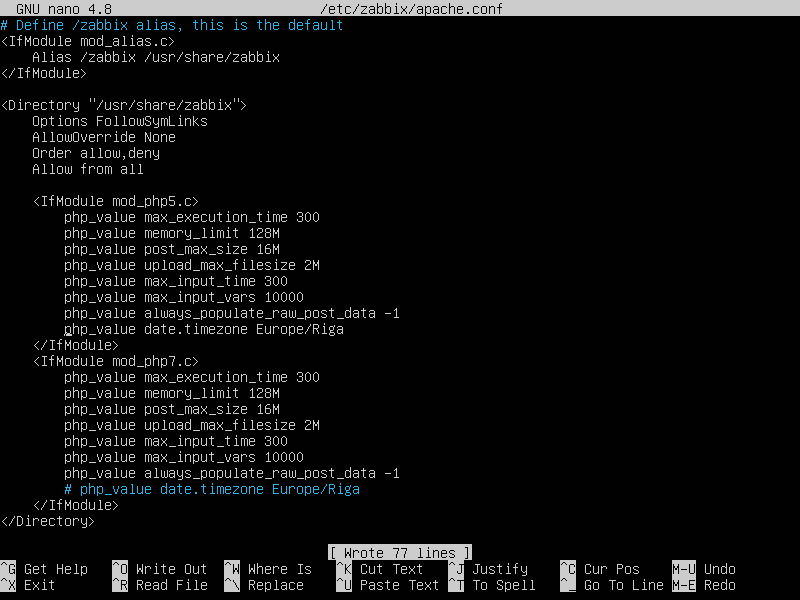 GNU nano 4.8 /etc/zabbix/apache.conf
# Define /zabbix alias, this is the default
<IfModule mod_alias.c>
    Alias /zabbix /usr/share/zabbix
</IfModule>

<Directory "/usr/share/zabbix">
    Options FollowSymLinks
    AllowOverride None
    Order allow,deny
    Allow from all

    <IfModule mod_php5.c>
        php_value max_execution_time 300
        php_value memory_limit 128M
        php_value post_max_size 16M
        php_value upload_max_filesize 2M
        php_value max_input_time 300
        php_value max_input_vars 10000
        php_value always_populate_raw_post_data -1
        php_value date.timezone Europe/Riga
    </IfModule>
    <IfModule mod_php7.c>
        php_value max_execution_time 300
        php_value memory_limit 128M
        php_value post_max_size 16M
        php_value upload_max_filesize 2M
        php_value max_input_time 300
        php_value max_input_vars 10000
        php_value always_populate_raw_post_data -1
        # php_value date.timezone Europe/Riga
    </IfModule>
</Directory>

[ Wrote 77 lines ]
^G Get Help ^O Write Out ^W Where Is ^K Cut Text ^J Justify ^C Cur Pos M-U Undo
^X Exit ^R Read File ^\ Replace ^U Paste Text ^T To Spell ^_ Go To Line M-E Redo